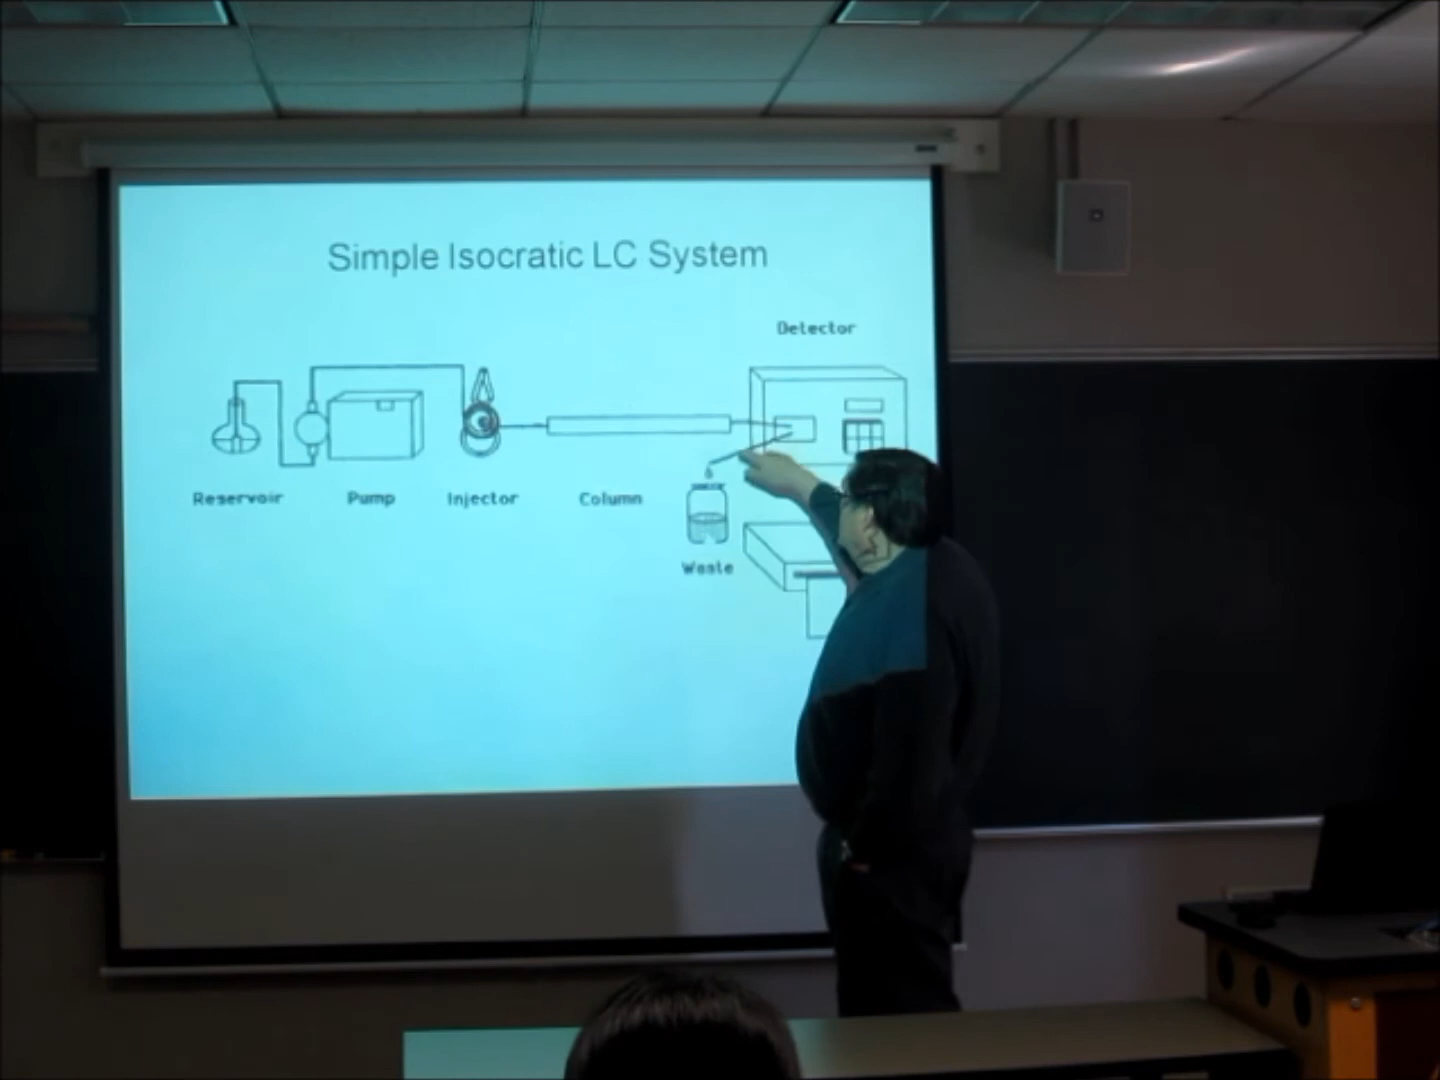 Simple Isocratic LC System
Detector
Reservoir Pump Injector Column
Waste